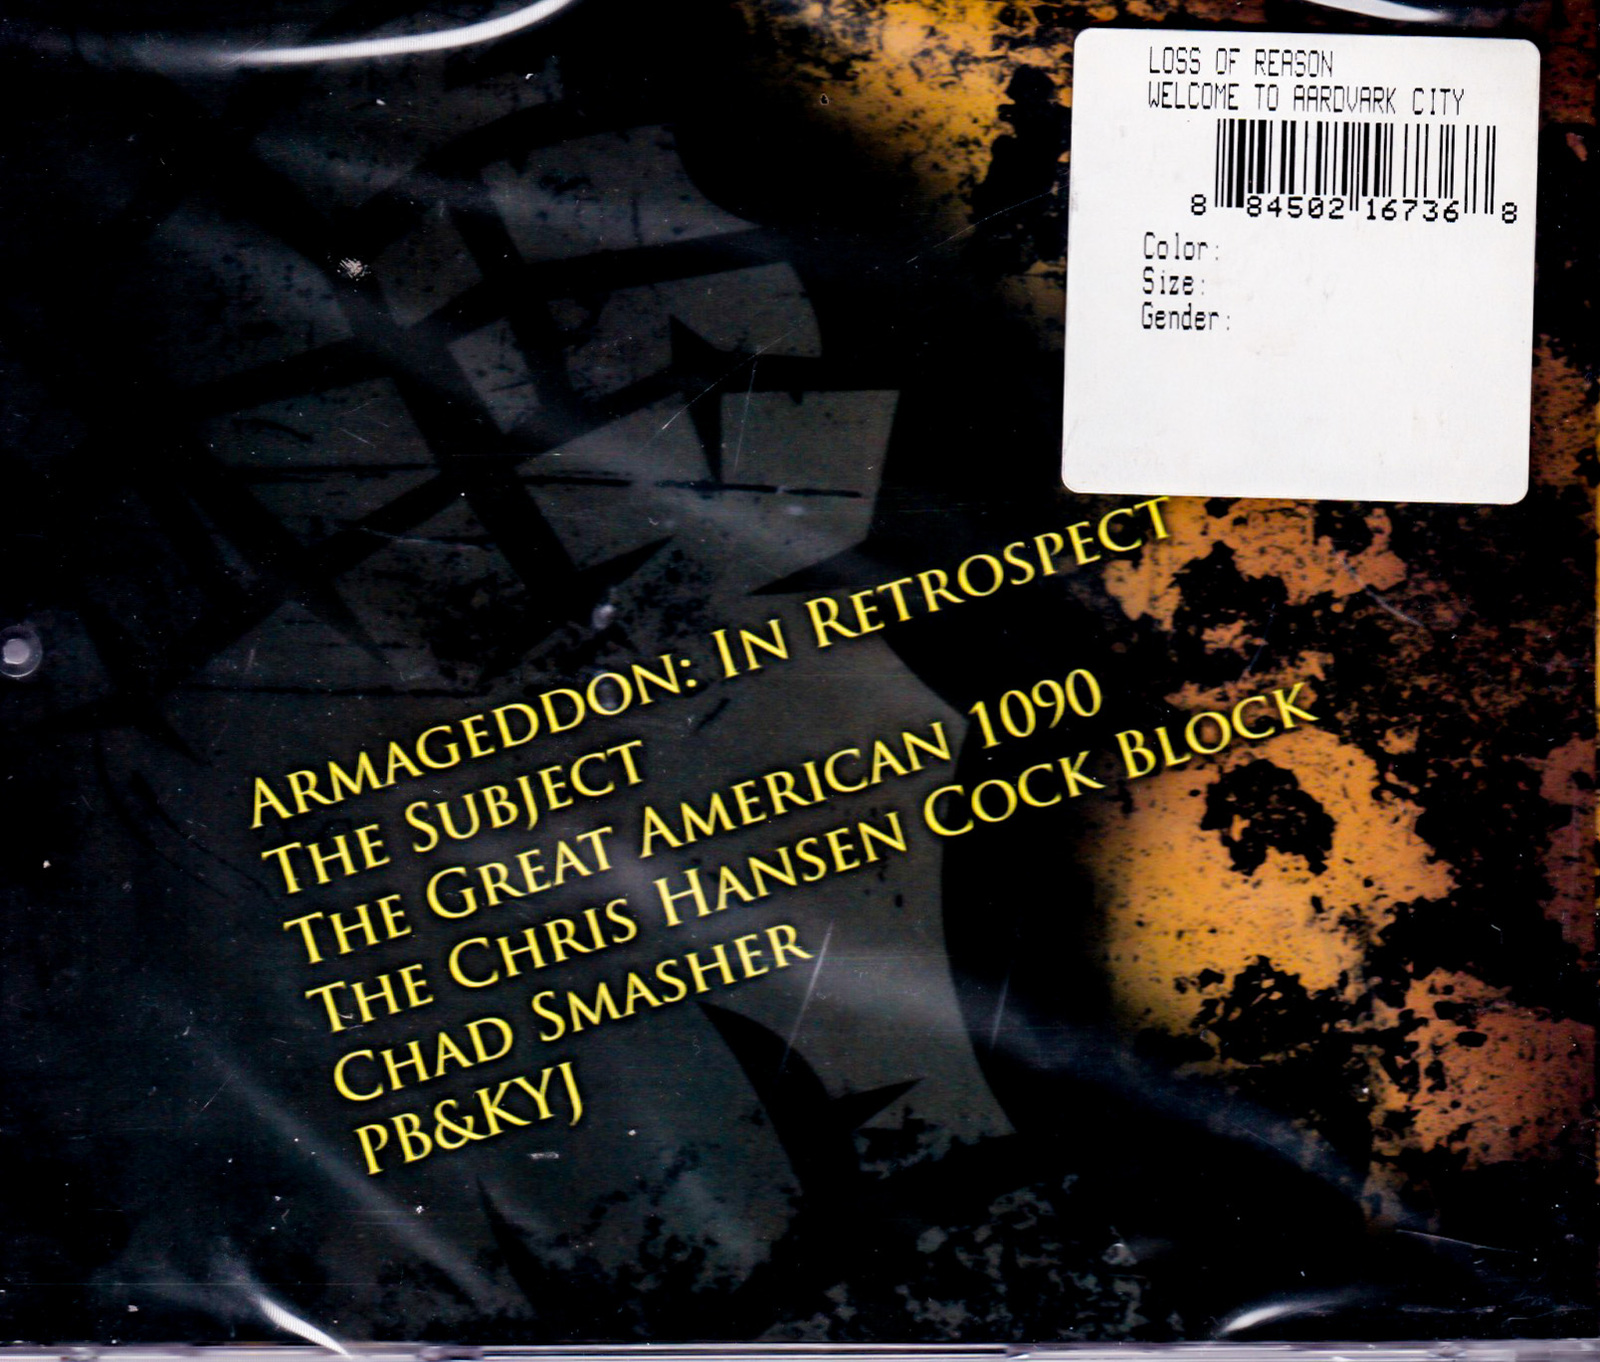 LOSS OF REASON
WELCOME TO AARDVARK CITY
8 84502 16736 8
Color:
Size:
Gender:
ARMAGEDDON: IN RETROSPECT
THE SUBJECT
THE GREAT AMERICAN 1090
THE CHRIS HANSEN COCK BLOCK
CHAD SMASHER
PB&KYJ